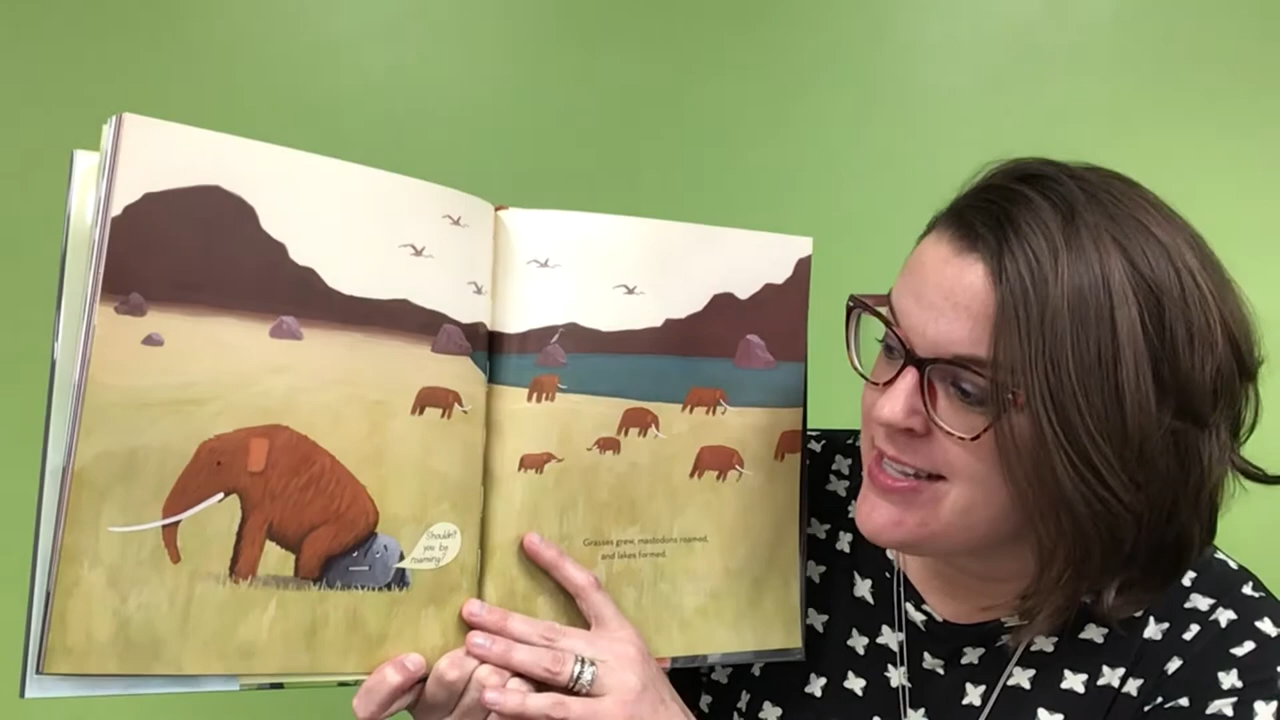 Shouldn't
you be
roaming?
Grasses grew, mastodons roamed,
and lakes formed.